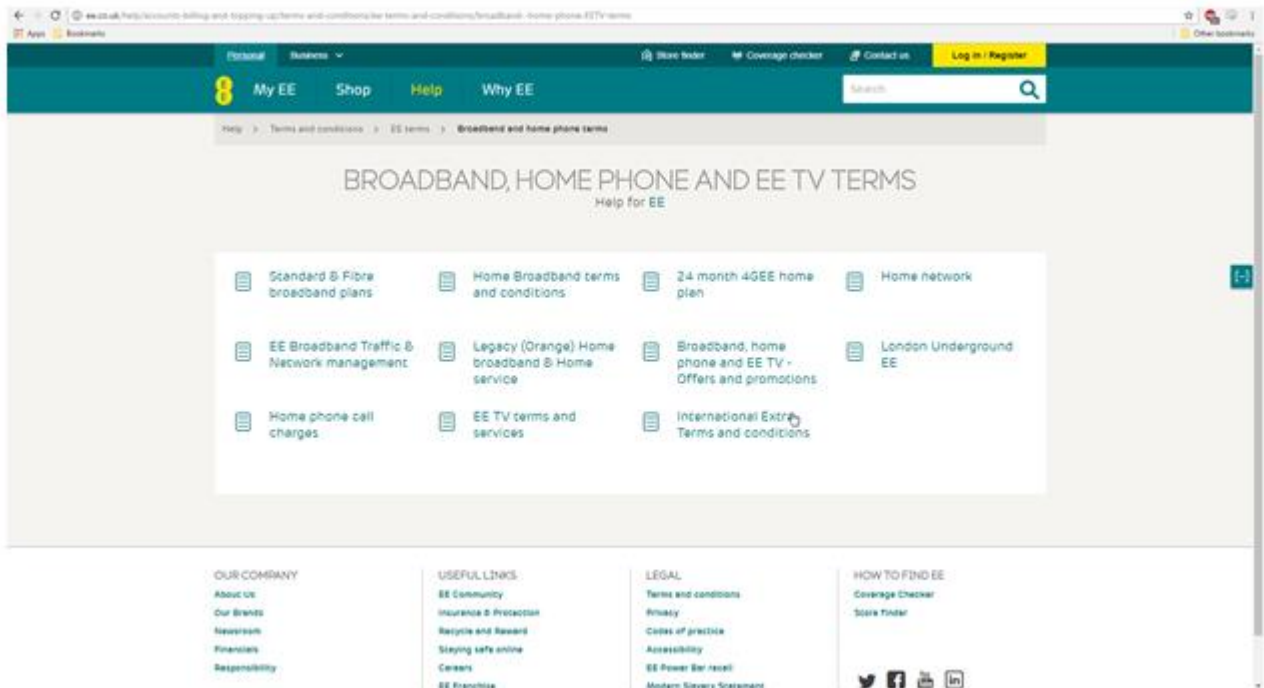 Apps Bookmarks Other bookmarks
Personal Business Store finder Coverage checker Contact us Log in / Register
EE My EE Shop Help Why EE Search
Help > Terms and conditions > EE terms > Broadband and home phone terms
BROADBAND, HOME PHONE AND EE TV TERMS
Help for EE
Standard & Fibre
broadband plans
Home Broadband terms
and conditions
24 month 4GEE home
plan
Home network
EE Broadband Traffic &
Network management
Legacy (Orange) Home
broadband & Home
service
Broadband, home
phone and EE TV -
Offers and promotions
London Underground
EE
Home phone call
charges
EE TV terms and
services
International Extra
Terms and conditions
OUR COMPANY
About Us
Our Brands
Newsroom
Financials
Responsibility
USEFUL LINKS
EE Community
Insurance & Protection
Recycle and Reward
Staying safe online
Careers
EE Franchise
LEGAL
Terms and conditions
Privacy
Codes of practice
Accessibility
EE Power Bar recall
Modern Slavery Statement
HOW TO FIND EE
Coverage Checker
Store Finder